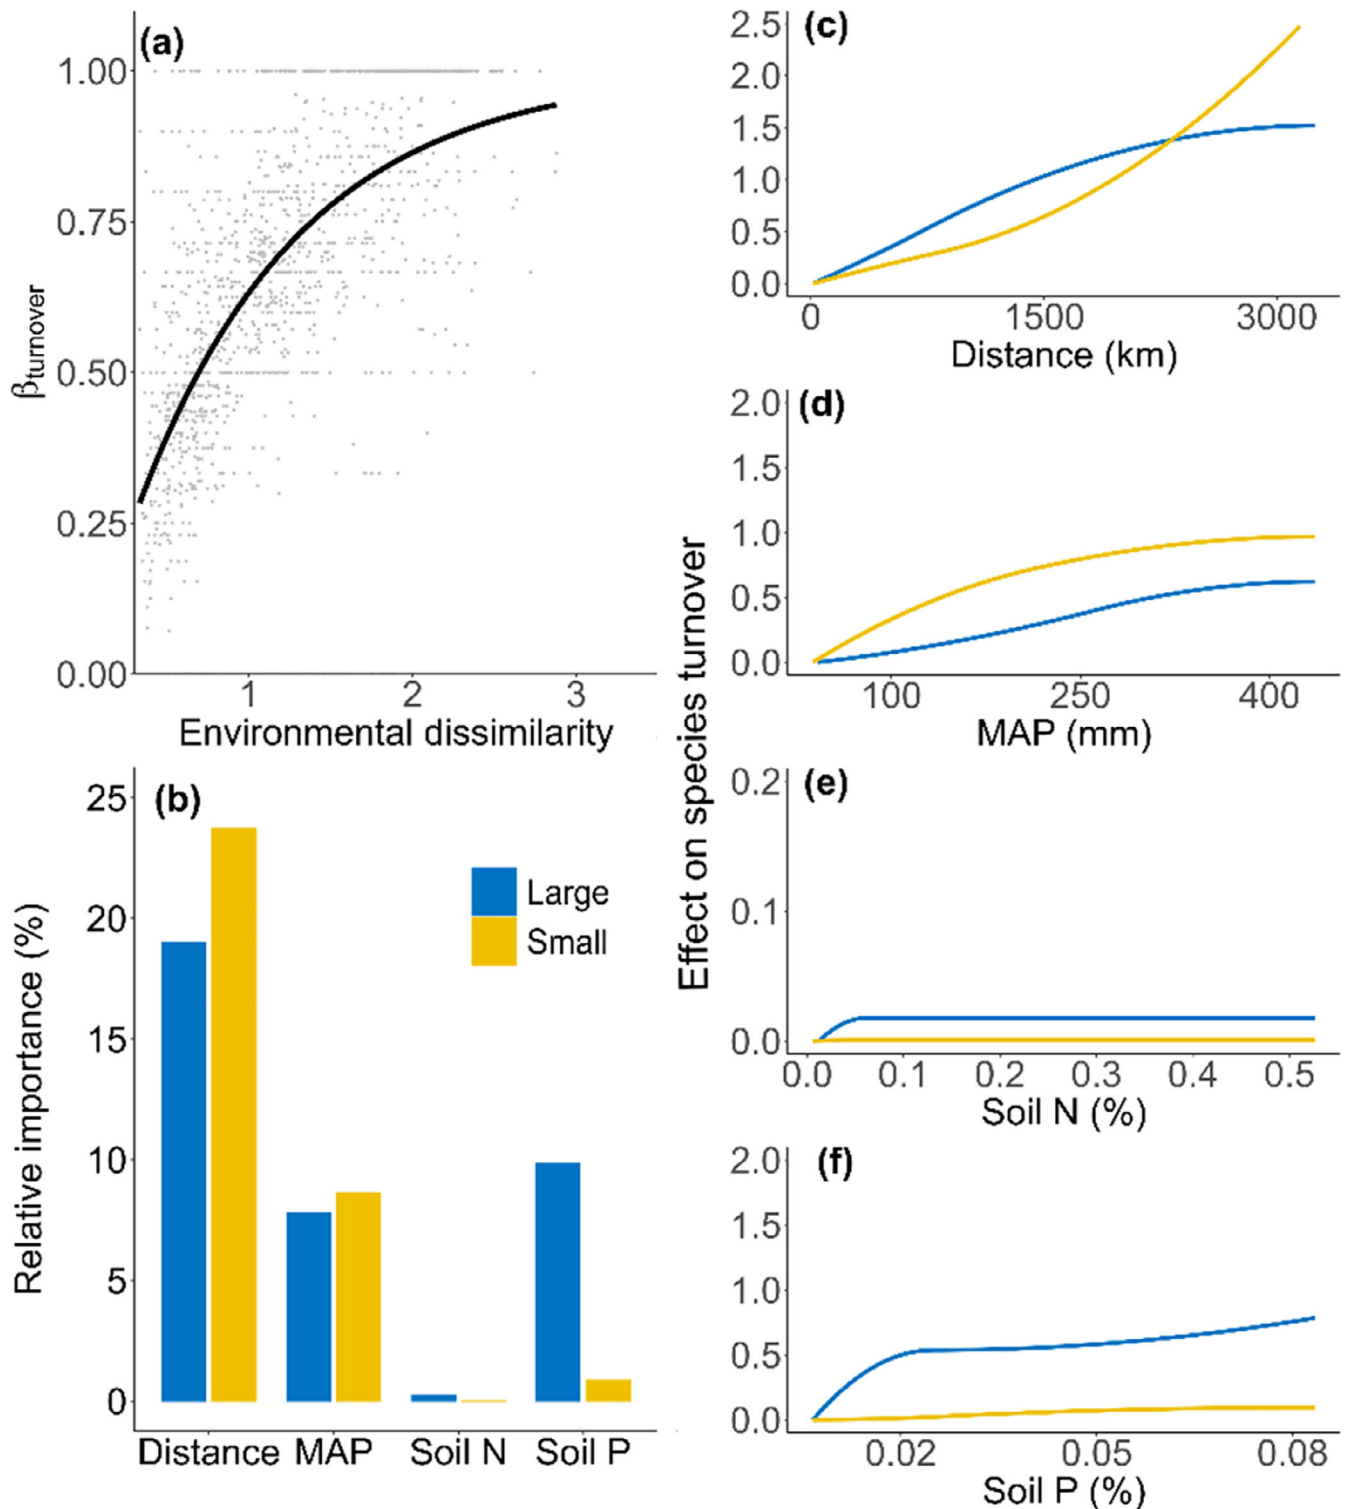 (a)
1.00
0.75
0.50
0.25
0.00
βturnover
1 2 3
Environmental dissimilarity
(b)
25
20
15
10
5
0
Relative importance (%)
Large
Small
Distance MAP Soil N Soil P
Effect on species turnover
(c)
2.5
2.0
1.5
1.0
0.5
0.0
0 1500 3000
Distance (km)
(d)
2.0
1.5
1.0
0.5
0.0
100 250 400
MAP (mm)
(e)
0.2
0.1
0.0
0.0 0.1 0.2 0.3 0.4 0.5
Soil N (%)
(f)
2.0
1.5
1.0
0.5
0.0
0.02 0.05 0.08
Soil P (%)